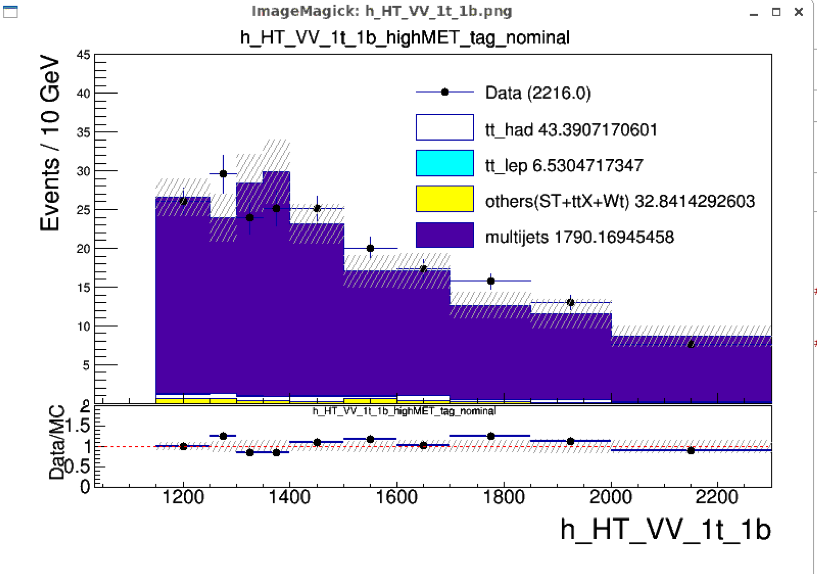 ImageMagick: h_HT_VV_1t_1b.png
h_HT_VV_1t_1b_highMET_tag_nominal
Events / 10 GeV
45
40
35
30
25
20
15
10
5
0
Data (2216.0)
tt_had 43.3907170601
tt_lep 6.5304717347
others(ST+ttX+Wt) 32.8414292603
multijets 1790.16945458
h_HT_VV_1t_1b_highMET_tag_nominal
Data/MC
2
1.5
1
0.5
0
1200 1400 1600 1800 2000 2200
h_HT_VV_1t_1b